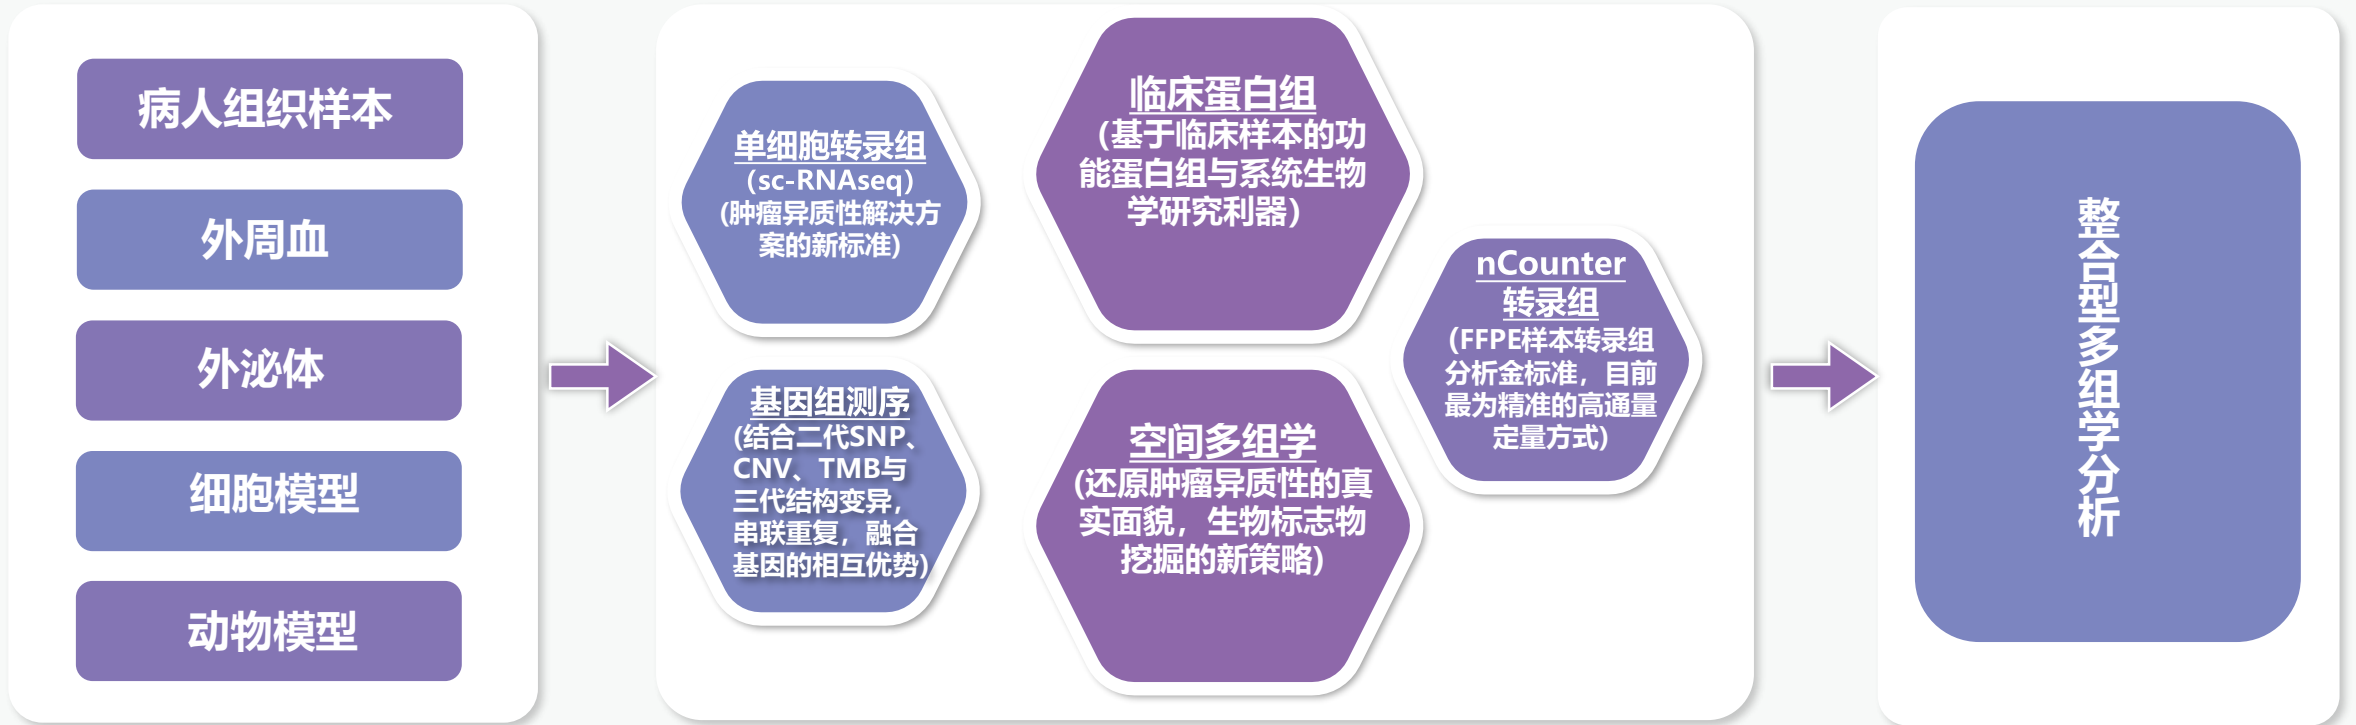 病人组织样本
外周血
外泌体
细胞模型
动物模型
单细胞转录组
（sc-RNAseq）
(肿瘤异质性解决方
案的新标准)
基因组测序
(结合二代SNP、
CNV、TMB与
三代结构变异，
串联重复，融合
基因的相互优势)
临床蛋白组
（基于临床样本的功
能蛋白组与系统生物
学研究利器）
空间多组学
(还原肿瘤异质性的真
实面貌，生物标志物
挖掘的新策略)
nCounter
转录组
(FFPE样本转录组
分析金标准，目前
最为精准的高通量
定量方式)
整合型多组学分析